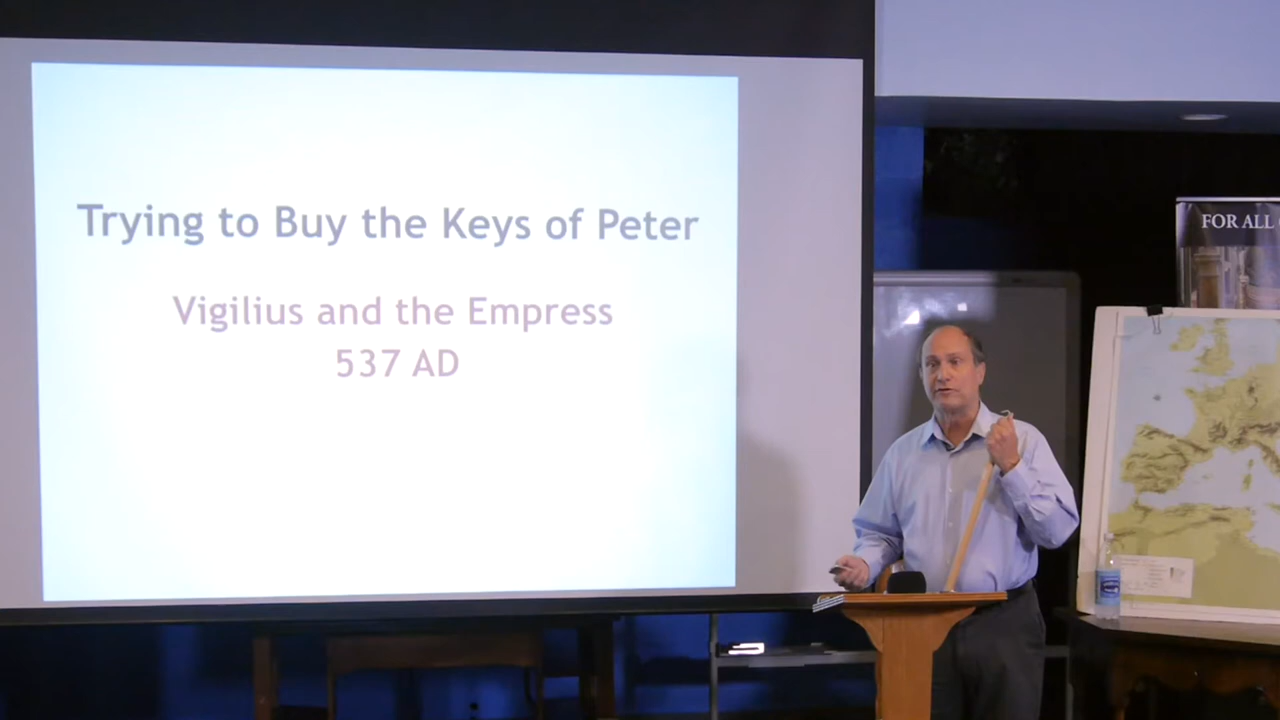 Trying to Buy the Keys of Peter
Vigilius and the Empress
537 AD
FOR ALL